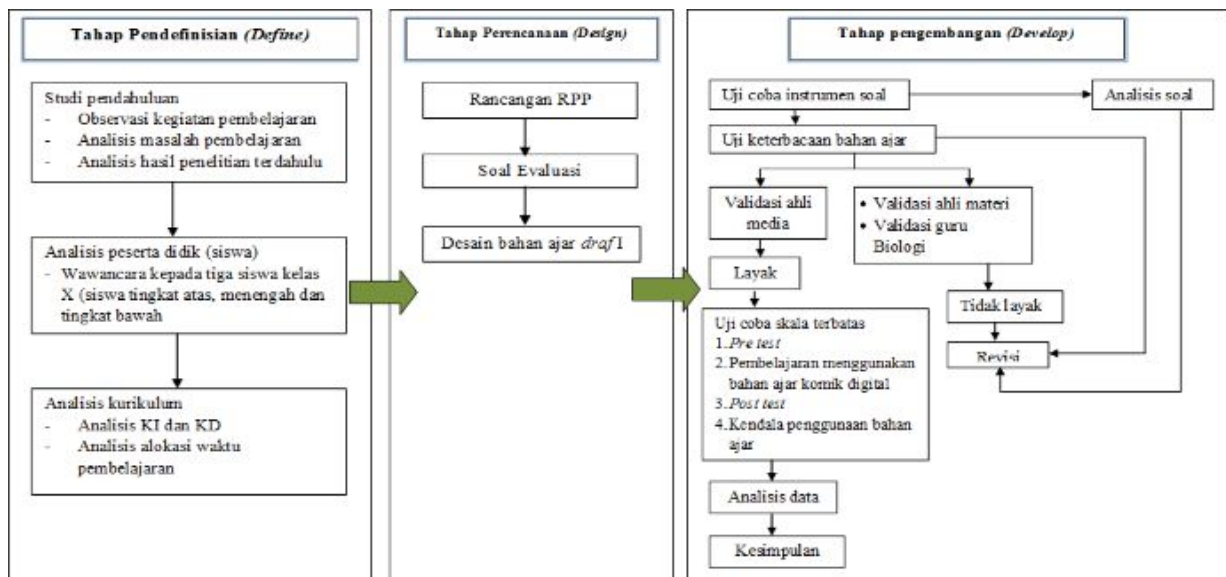 Tahap Pendefinisian (Define)
Studi pendahuluan
- Observasi kegiatan pembelajaran
- Analisis masalah pembelajaran
- Analisis hasil penelitian terdahulu
Analisis peserta didik (siswa)
- Wawancara kepada tiga siswa kelas
X (siswa tingkat atas, menengah dan
tingkat bawah
Analisis kurikulum
- Analisis KI dan KD
- Analisis alokasi waktu
pembelajaran
Tahap Perencanaan (Design)
Rancangan RPP
Soal Evaluasi
Desain bahan ajar draf I
Tahap pengembangan (Develop)
Uji coba instrumen soal
Analisis soal
Uji keterbacaan bahan ajar
Validasi ahli
media
• Validasi ahli materi
• Validasi guru
Biologi
Layak
Tidak layak
Revisi
Uji coba skala terbatas
1. Pre test
2. Pembelajaran menggunakan
bahan ajar komik digital
3. Post test
4. Kendala penggunaan bahan
ajar
Analisis data
Kesimpulan